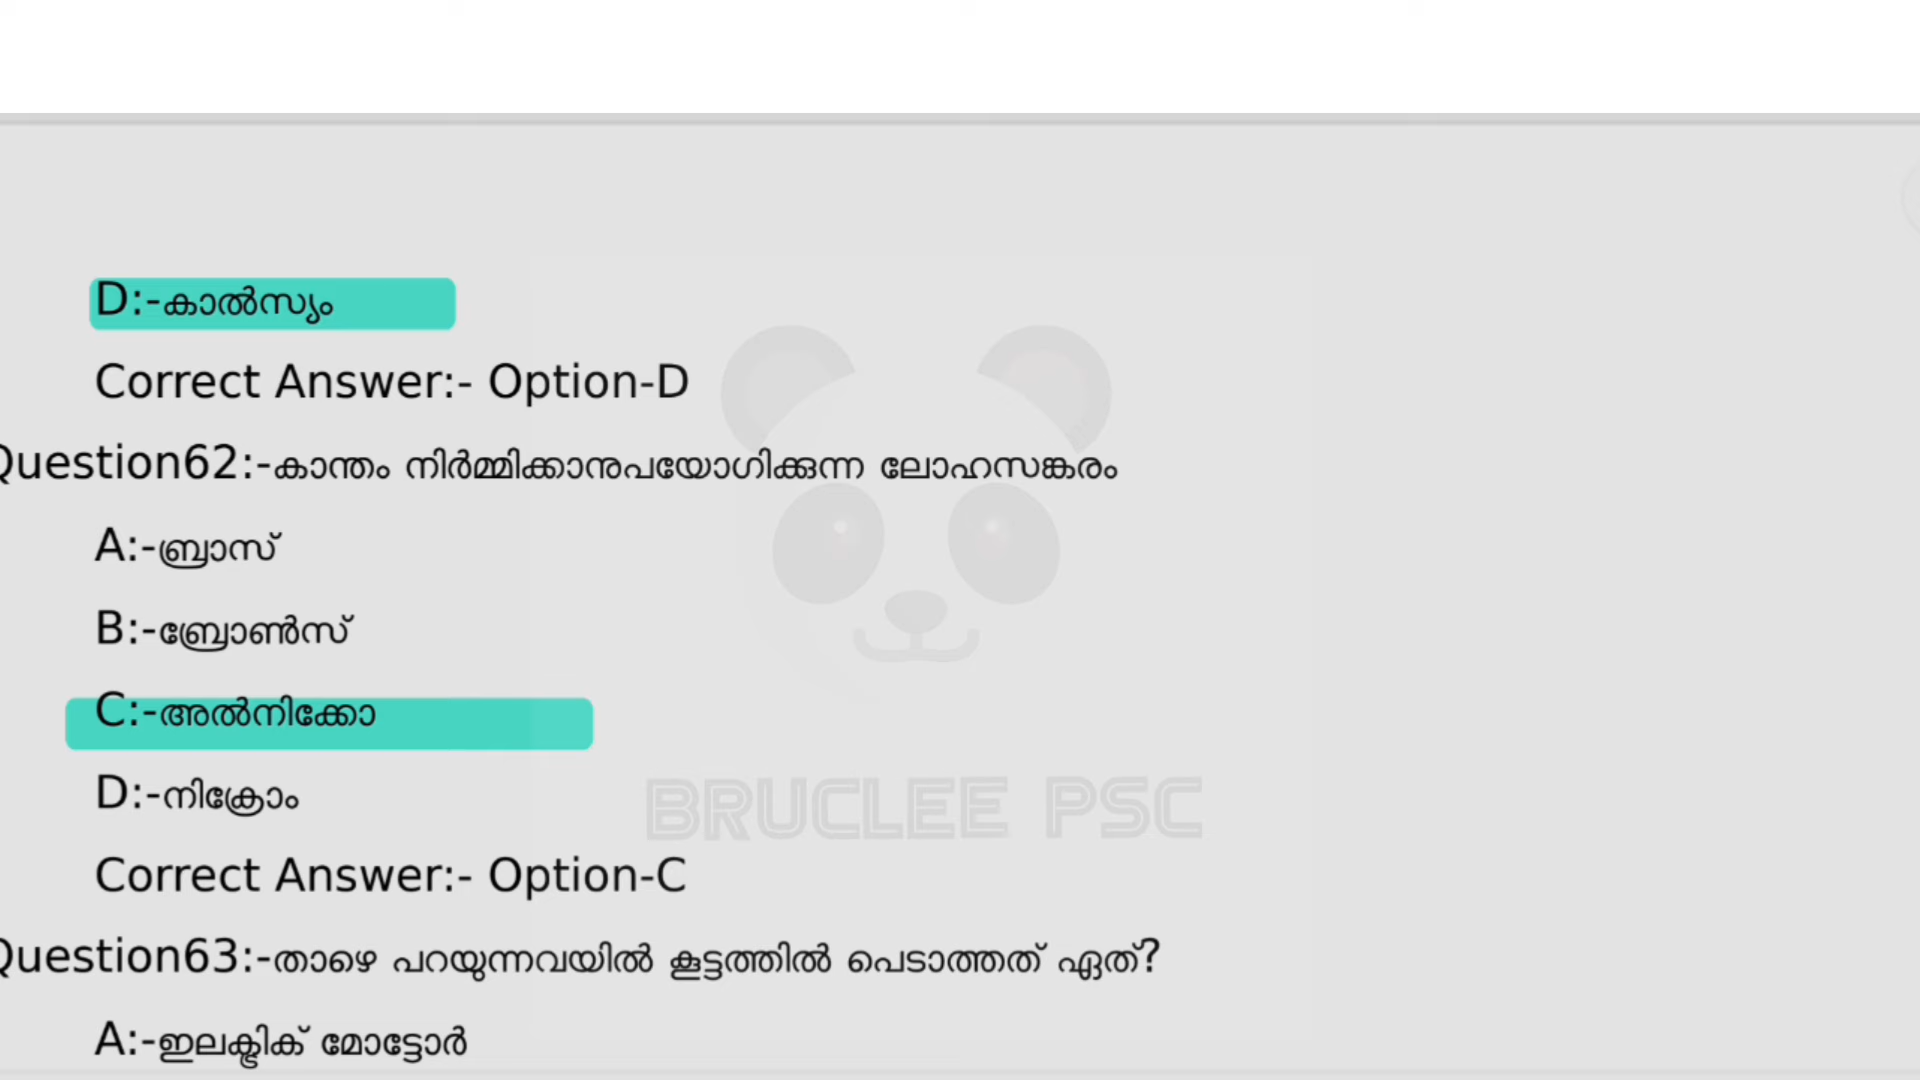 D:-കാൽസ്യം
Correct Answer:- Option-D
Question62:-കാന്തം നിർമ്മിക്കാനുപയോഗിക്കുന്ന ലോഹസങ്കരം
A:-ബ്രാസ്
B:-ബ്രോൺസ്
C:-അൽനിക്കോ
D:-നിക്രോം
BRUCLEE PSC
Correct Answer:- Option-C
Question63:-താഴെ പറയുന്നവയിൽ കൂട്ടത്തിൽ പെടാത്തത് ഏത്?
A:-ഇലക്ട്രിക് മോട്ടോർ